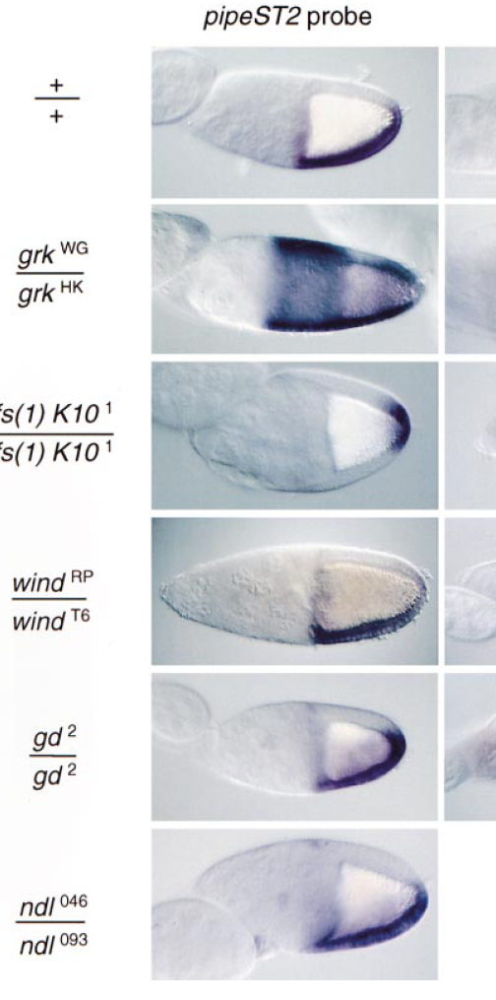 pipeST2 probe
+
+
grk WG
grk HK
fs(1) K10 1
fs(1) K10 1
wind RP
wind T6
gd 2
gd 2
ndl 046
ndl 093